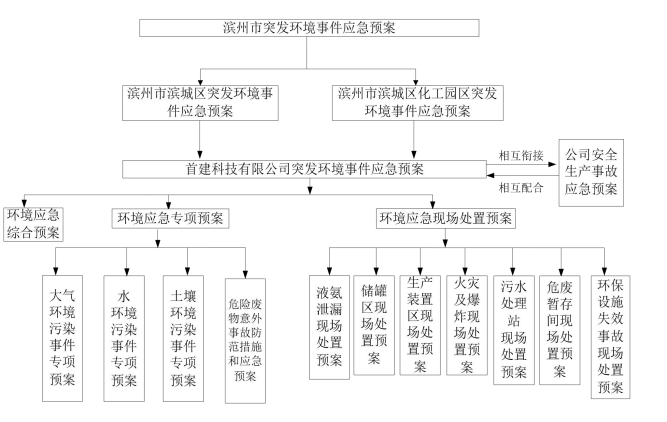 滨州市突发环境事件应急预案
滨州市滨城区突发环境事
件应急预案
滨州市滨城区化工园区突发
环境事件应急预案
首建科技有限公司突发环境事件应急预案
相互衔接
相互配合
公司安全
生产事故
应急预案
环境应急
综合预案
环境应急专项预案
环境应急现场处置预案
大气
环境
污染
事件
专项
预案
水
环境
污染
事件
专项
预案
土壤
环境
污染
事件
专项
预案
危险废
物意外
事故防
范措施
和应急
预案
液氨
泄漏
现场
处置
预案
储罐
区现
场处
置预
案
生产
装置
区现
场处
置预
案
火灾
及爆
炸现
场处
置预
案
污水
处理
站
现场
处置
预案
危废
暂存
间现
场处
置预
案
环保
设施
失效
事故
现场
处置
预案